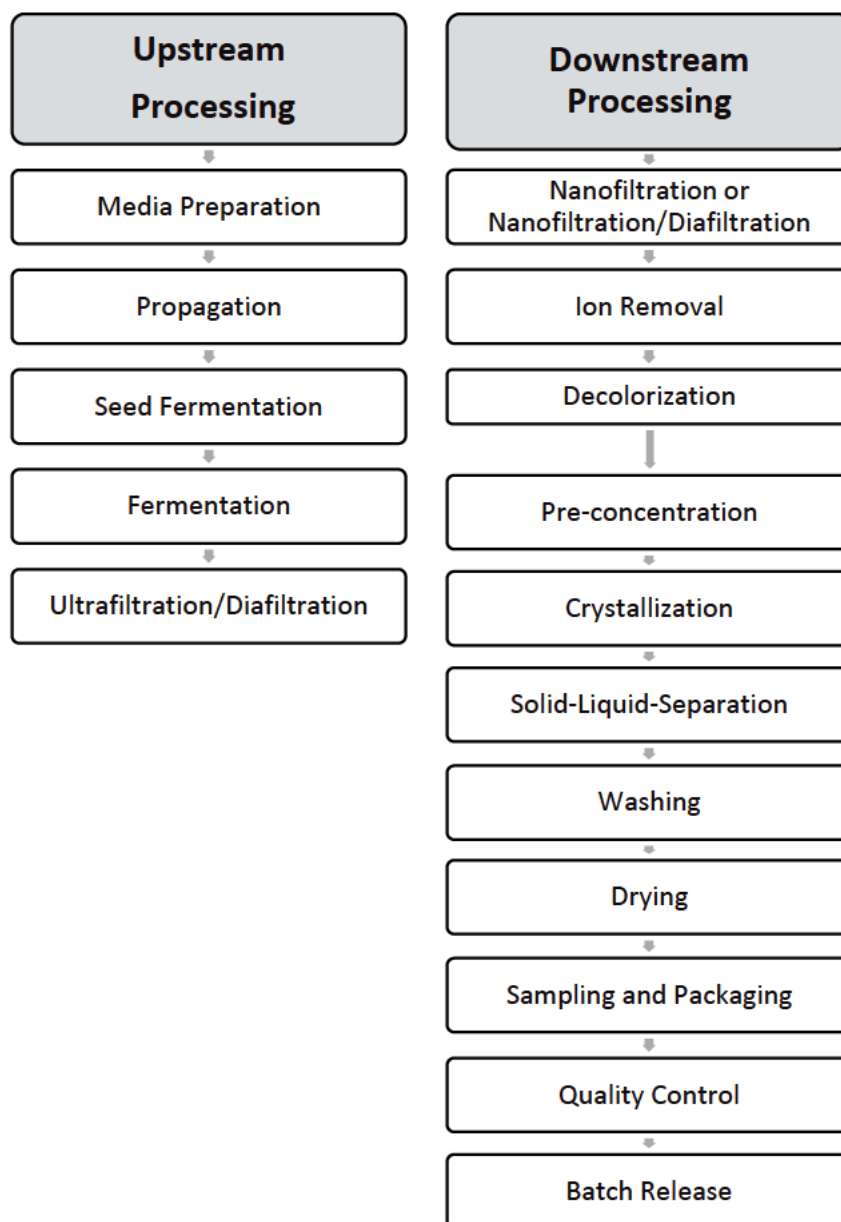 Upstream
Processing
Media Preparation
Propagation
Seed Fermentation
Fermentation
Ultrafiltration/Diafiltration
Downstream
Processing
Nanofiltration or
Nanofiltration/Diafiltration
Ion Removal
Decolorization
Pre-concentration
Crystallization
Solid-Liquid-Separation
Washing
Drying
Sampling and Packaging
Quality Control
Batch Release